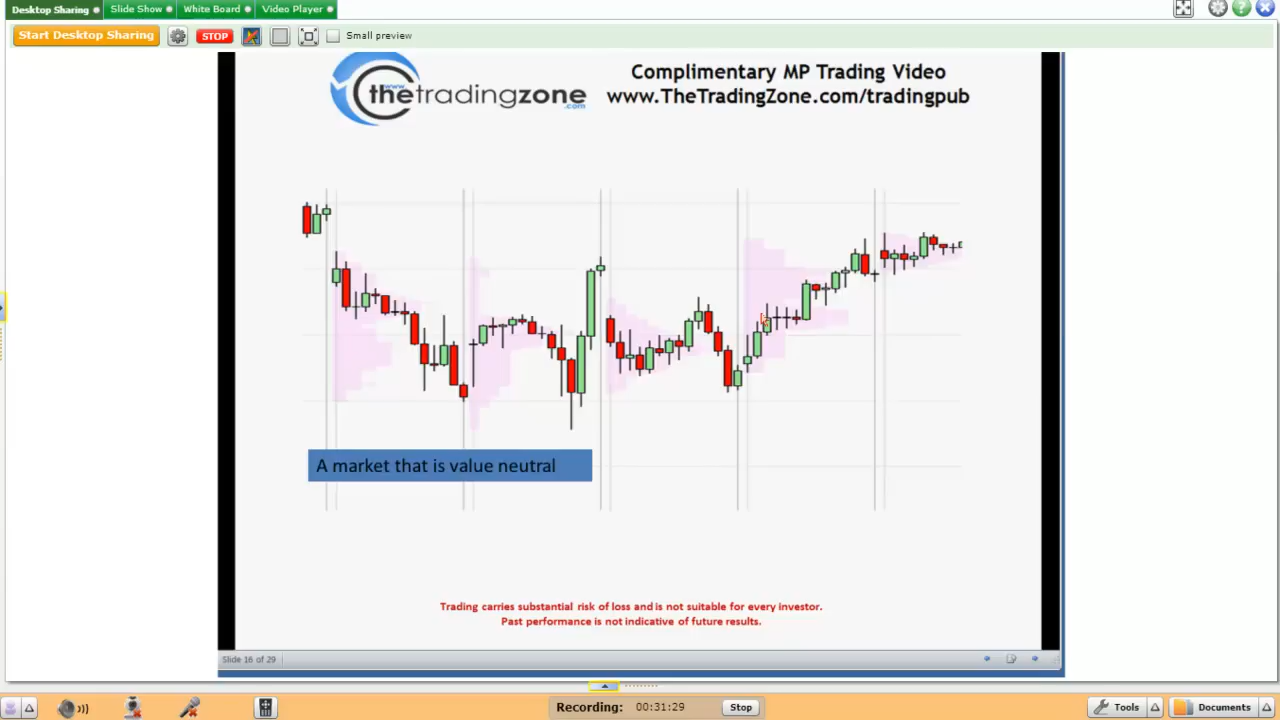 Desktop Sharing
Slide Show
White Board
Video Player
Start Desktop Sharing
STOP
Small preview
www.
thetradingzone
.com
Complimentary MP Trading Video
www.TheTradingZone.com/tradingpub
A market that is value neutral
Trading carries substantial risk of loss and is not suitable for every investor.
Past performance is not indicative of future results.
Slide 16 of 29
Recording: 00:31:29 Stop
Tools
Documents